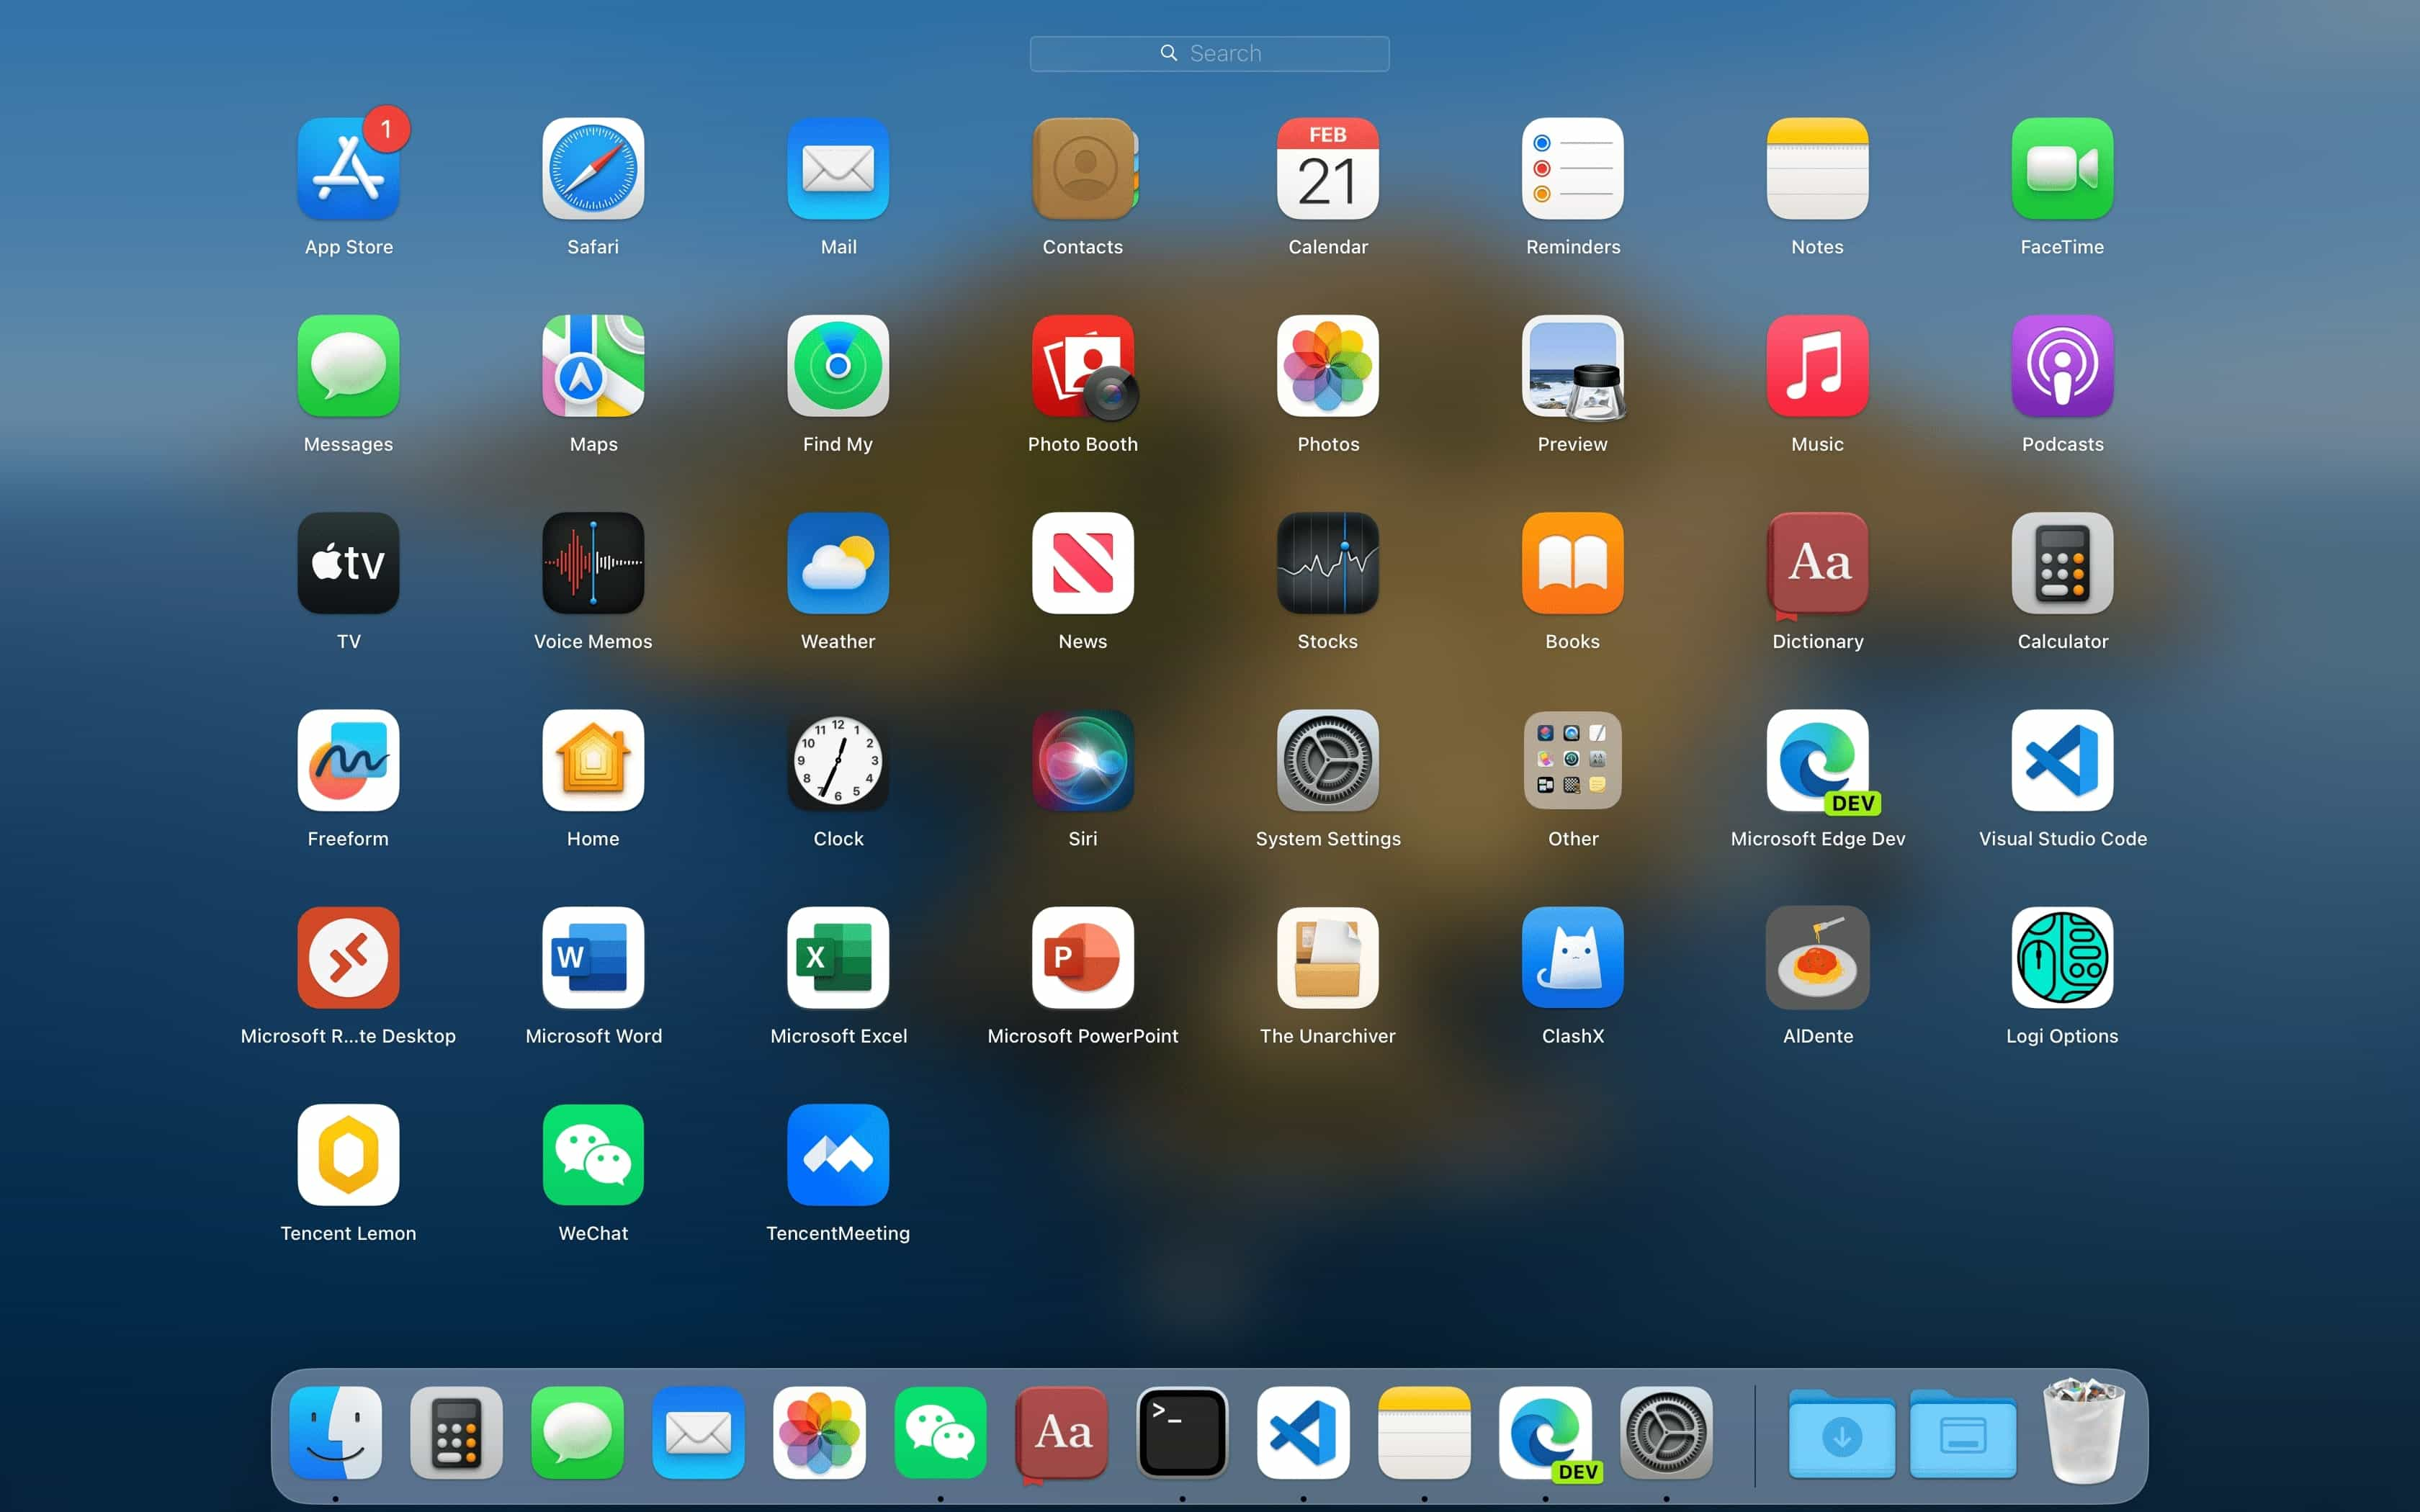 Search
1
FEB
21
App Store
Safari
Mail
Contacts
Calendar
Reminders
Notes
FaceTime
Messages
Maps
Find My
Photo Booth
Photos
Preview
Music
Podcasts
tv
Aa
TV
Voice Memos
Weather
News
Stocks
Books
Dictionary
Calculator
12
11 1
10 2
9 3
8 4
7 5
6
DEV
Freeform
Home
Clock
Siri
System Settings
Other
Microsoft Edge Dev
Visual Studio Code
W
X
P
Microsoft R...te Desktop
Microsoft Word
Microsoft Excel
Microsoft PowerPoint
The Unarchiver
ClashX
AlDente
Logi Options
Tencent Lemon
WeChat
TencentMeeting
Aa
>_
DEV